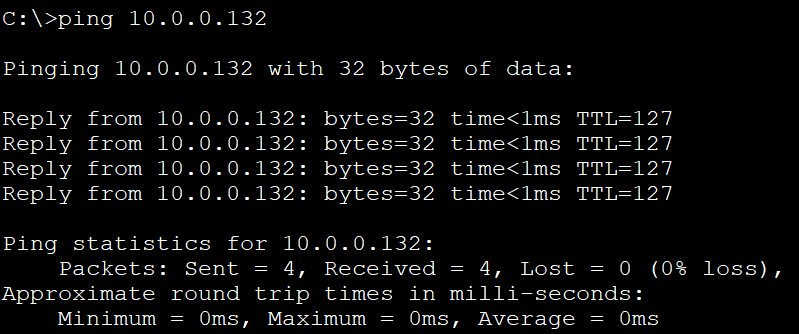 C:\>ping 10.0.0.132
Pinging 10.0.0.132 with 32 bytes of data:
Reply from 10.0.0.132: bytes=32 time<1ms TTL=127
Reply from 10.0.0.132: bytes=32 time<1ms TTL=127
Reply from 10.0.0.132: bytes=32 time<1ms TTL=127
Reply from 10.0.0.132: bytes=32 time<1ms TTL=127
Ping statistics for 10.0.0.132:
    Packets: Sent = 4, Received = 4, Lost = 0 (0% loss),
Approximate round trip times in milli-seconds:
    Minimum = 0ms, Maximum = 0ms, Average = 0ms